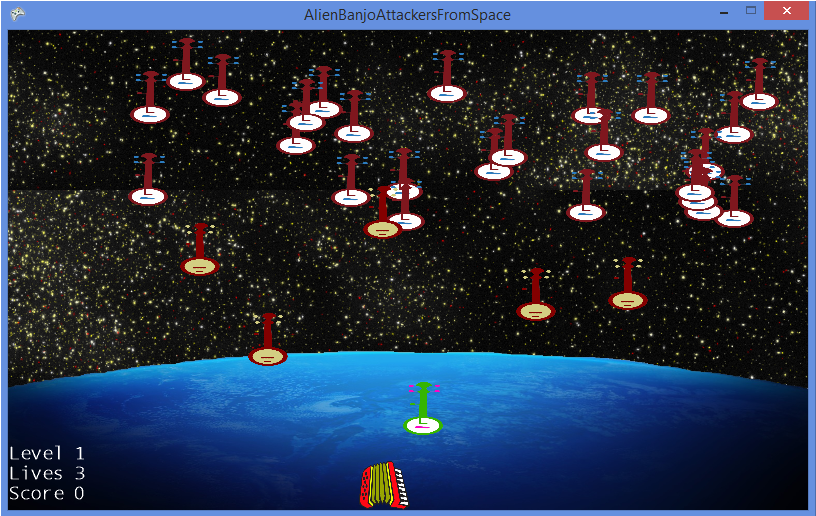 AlienBanjoAttackersFromSpace
Level 1
Lives 3
Score 0